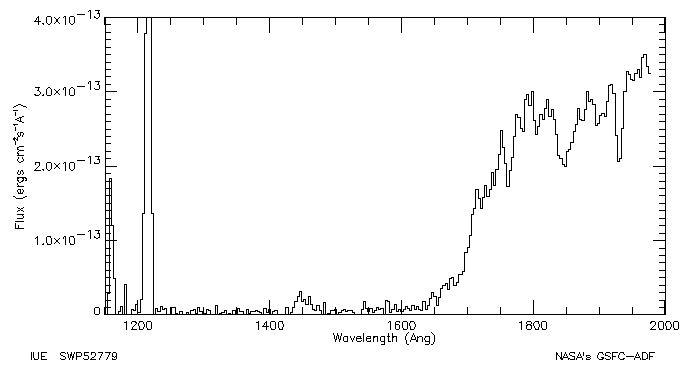 4.0×10⁻¹³
3.0×10⁻¹³
2.0×10⁻¹³
1.0×10⁻¹³
0
Flux (ergs cm⁻²s⁻¹A⁻¹)
1200 1400 1600 1800 2000
Wavelength (Ang)
IUE SWP52779 NASA's GSFC–ADF